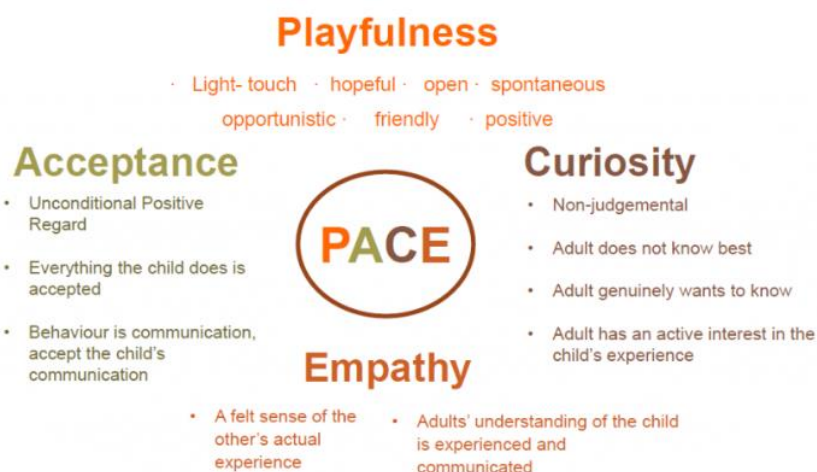 Playfulness
· Light- touch · hopeful · open · spontaneous
opportunistic · friendly · positive
Acceptance
• Unconditional Positive
Regard
• Everything the child does is
accepted
• Behaviour is communication,
accept the child's
communication
PACE
Curiosity
• Non-judgemental
• Adult does not know best
• Adult genuinely wants to know
• Adult has an active interest in the
child's experience
Empathy
• A felt sense of the
other's actual
experience
• Adults' understanding of the child
is experienced and
communicated